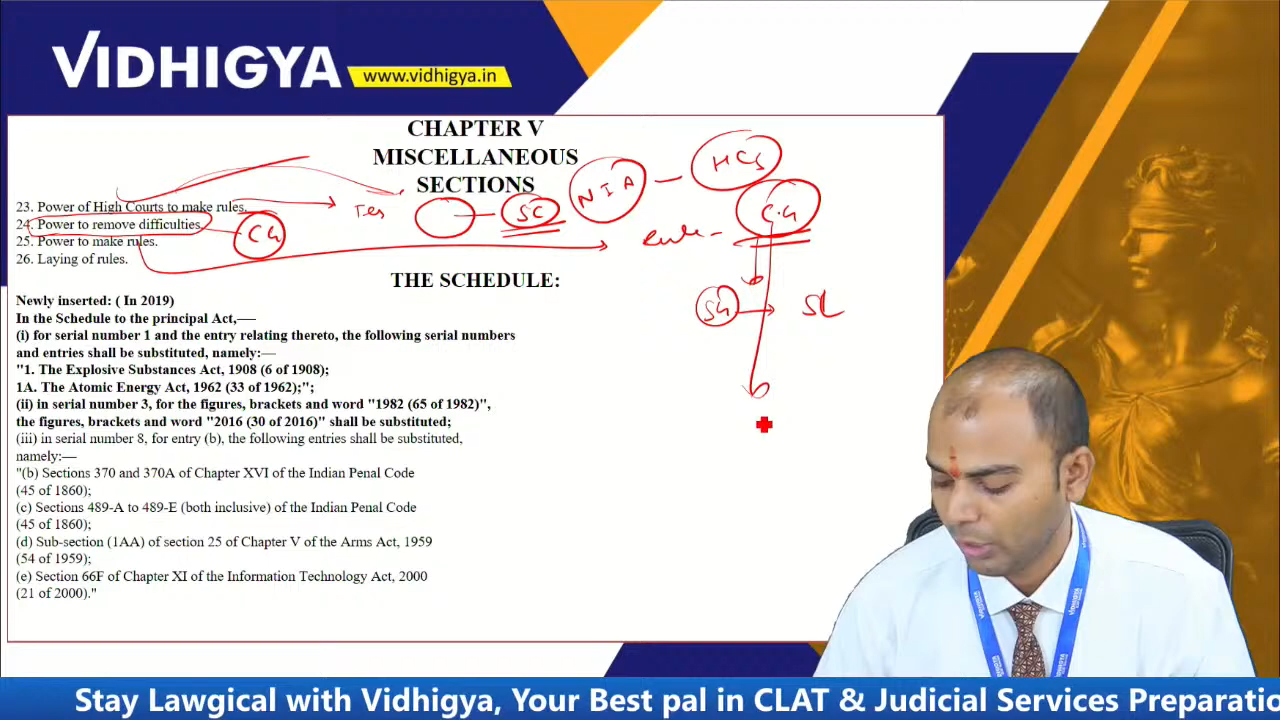 VIDHIGYA
www.vidhigya.in
CHAPTER V
MISCELLANEOUS
SECTIONS
23. Power of High Courts to make rules.
24. Power to remove difficulties.
25. Power to make rules.
26. Laying of rules.
CG
SC
NIA
HCs
C.G
SG
THE SCHEDULE:
Newly inserted: ( In 2019)
In the Schedule to the principal Act,—
(i) for serial number 1 and the entry relating thereto, the following serial numbers
and entries shall be substituted, namely:—
"1. The Explosive Substances Act, 1908 (6 of 1908);
1A. The Atomic Energy Act, 1962 (33 of 1962);";
(ii) in serial number 3, for the figures, brackets and word "1982 (65 of 1982)",
the figures, brackets and word "2016 (30 of 2016)" shall be substituted;
(iii) in serial number 8, for entry (b), the following entries shall be substituted,
namely:—
"(b) Sections 370 and 370A of Chapter XVI of the Indian Penal Code
(45 of 1860);
(c) Sections 489-A to 489-E (both inclusive) of the Indian Penal Code
(45 of 1860);
(d) Sub-section (1AA) of section 25 of Chapter V of the Arms Act, 1959
(54 of 1959);
(e) Section 66F of Chapter XI of the Information Technology Act, 2000
(21 of 2000)."
VIDHIGYA
Stay Lawgical with Vidhigya, Your Best pal in CLAT & Judicial Services